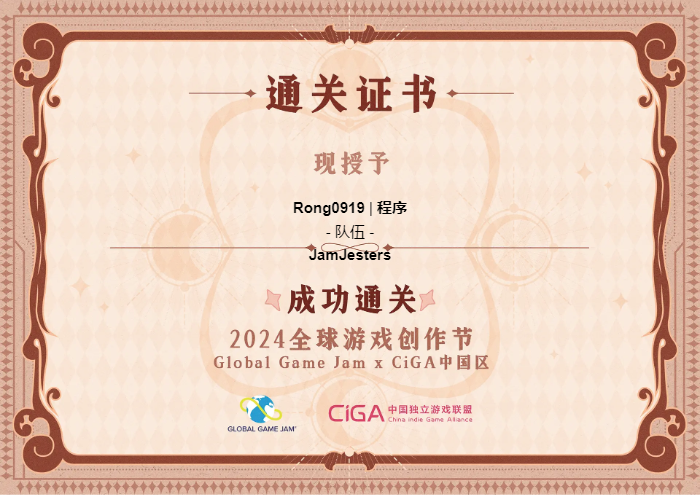 通关证书
现授予
Rong0919 | 程序
- 队伍 -
JamJesters
成功通关
2024全球游戏创作节
Global Game Jam x CiGA中国区
GLOBAL GAME JAM®
CiGA 中国独立游戏联盟
China Indie Game Alliance